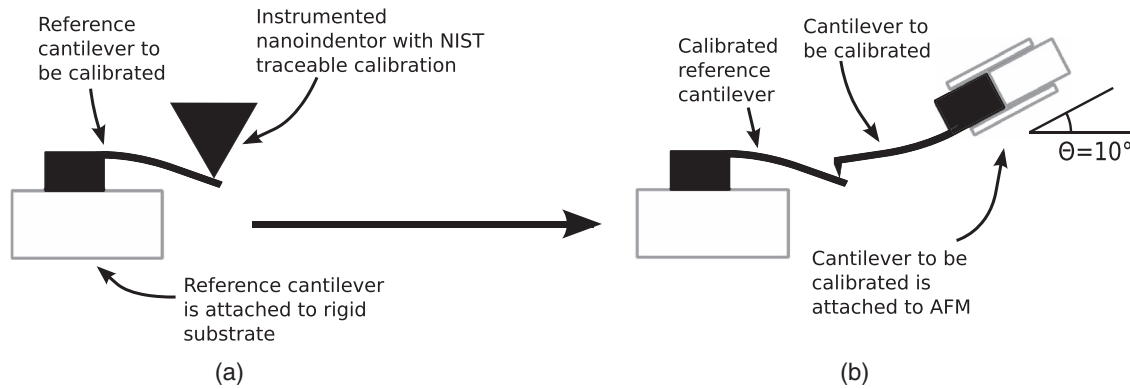 Reference
cantilever to
be calibrated
Instrumented
nanoindentor with NIST
traceable calibration
Reference cantilever
is attached to rigid
substrate
(a)
Calibrated
reference
cantilever
Cantilever to
be calibrated
Θ=10°
Cantilever to be
calibrated is
attached to AFM
(b)